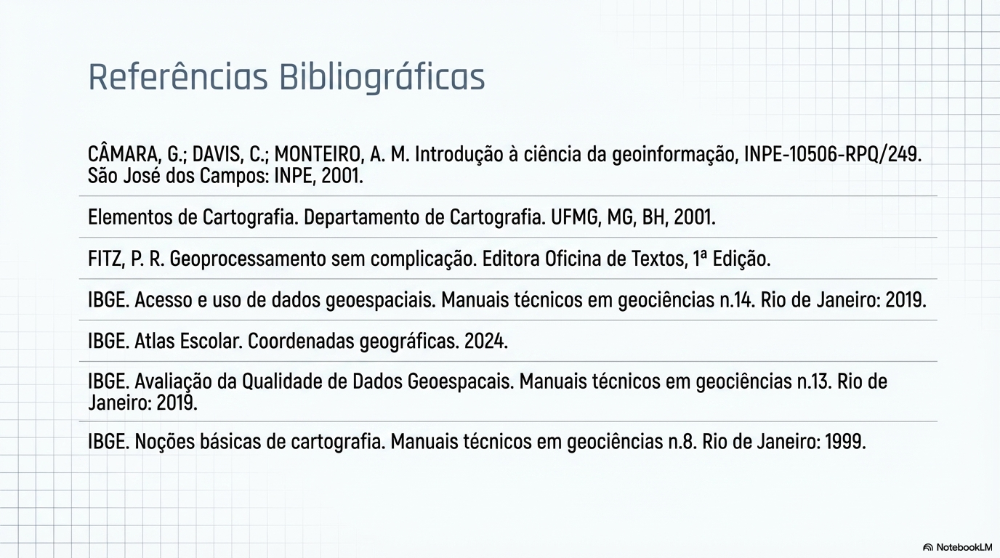 Referências Bibliográficas
CÂMARA, G.; DAVIS, C.; MONTEIRO, A. M. Introdução à ciência da geoinformação, INPE-10506-RPQ/249.
São José dos Campos: INPE, 2001.
Elementos de Cartografia. Departamento de Cartografia. UFMG, MG, BH, 2001.
FITZ, P. R. Geoprocessamento sem complicação. Editora Oficina de Textos, 1ª Edição.
IBGE. Acesso e uso de dados geoespaciais. Manuais técnicos em geociências n.14. Rio de Janeiro: 2019.
IBGE. Atlas Escolar. Coordenadas geográficas. 2024.
IBGE. Avaliação da Qualidade de Dados Geoespacais. Manuais técnicos em geociências n.13. Rio de
Janeiro: 2019.
IBGE. Noções básicas de cartografia. Manuais técnicos em geociências n.8. Rio de Janeiro: 1999.
NotebookLM